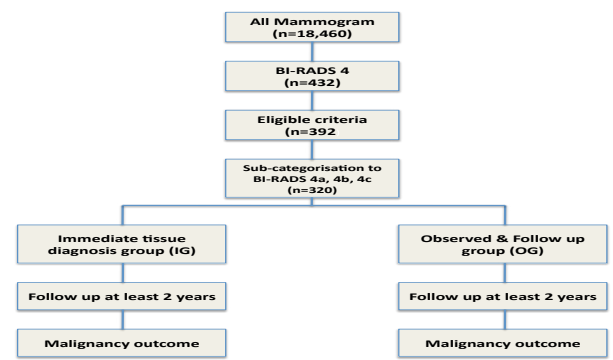 All Mammogram
(n=18,460)
BI-RADS 4
(n=432)
Eligible criteria
(n=392
Sub-categorisation to
BI-RADS 4a, 4b, 4c
(n=320)
Immediate tissue
diagnosis group (IG)
Observed & Follow up
group (OG)
Follow up at least 2 years
Follow up at least 2 years
Malignancy outcome
Malignancy outcome